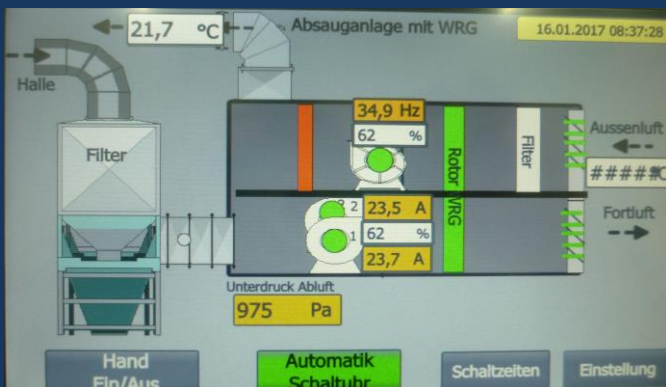 21,7 °C
Absauganlage mit WRG
16.01.2017 08:37:28
Halle
34,9 Hz
62 %
Filter
Rotor WRG
Filter
Aussenluft
#####°C
2
23,5 A
Fortluft
1
62 %
23,7 A
Unterdruck Abluft
975 Pa
Hand
Ein/Aus
Automatik
Schaltuhr
Schaltzeiten
Einstellung